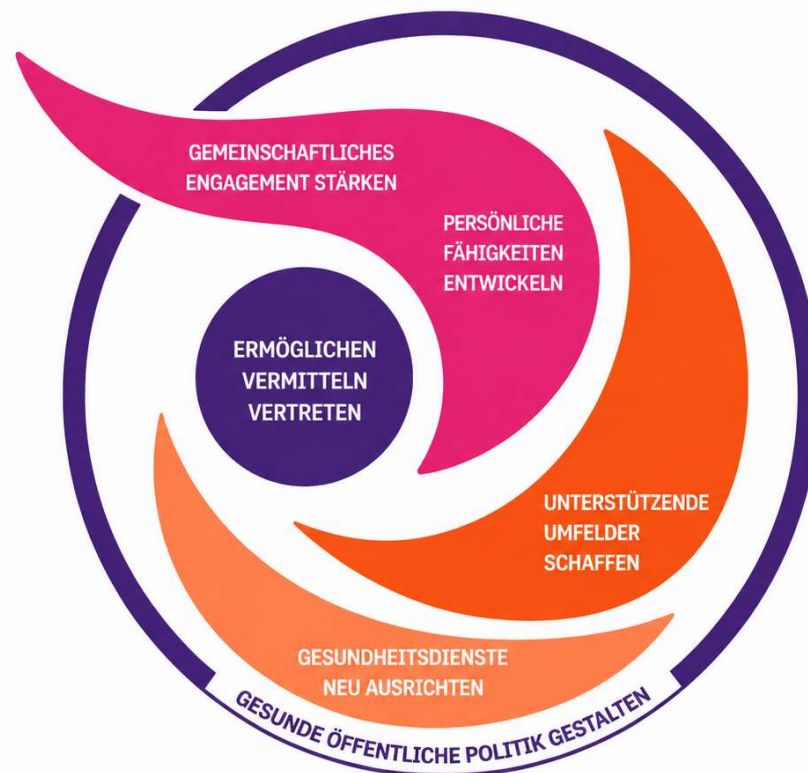 GEMEINSCHAFTLICHES
ENGAGEMENT STÄRKEN
PERSÖNLICHE
FÄHIGKEITEN
ENTWICKELN
ERMÖGLICHEN
VERMITTELN
VERTRETEN
UNTERSTÜTZENDE
UMFELDER
SCHAFFEN
GESUNDHEITSDIENSTE
NEU AUSRICHTEN
GESUNDE ÖFFENTLICHE POLITIK GESTALTEN